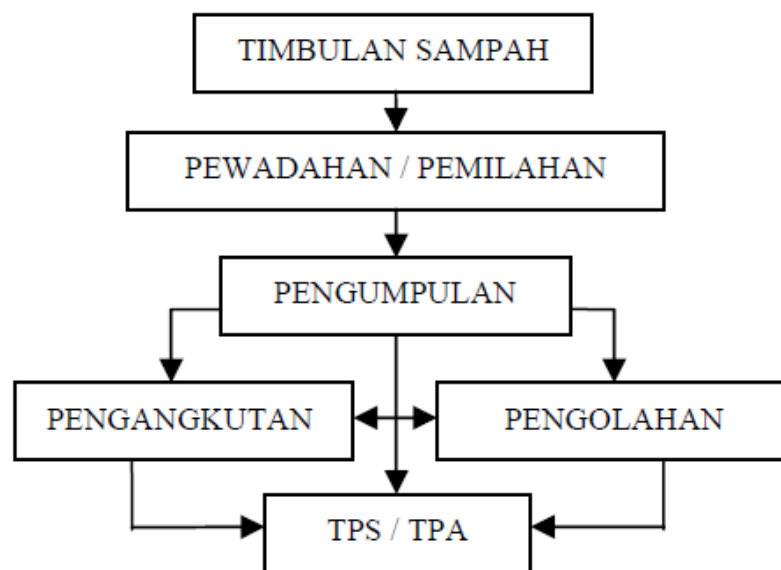 TIMBULAN SAMPAH
PEWADAHAN / PEMILAHAN
PENGUMPULAN
PENGANGKUTAN
PENGOLAHAN
TPS / TPA